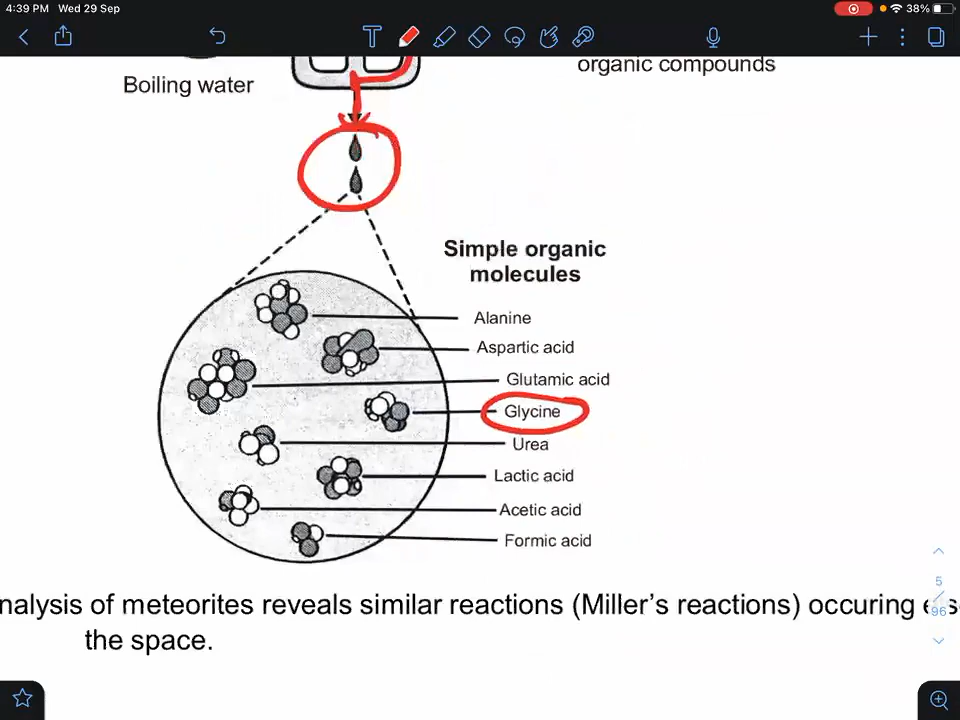 4:39 PM Wed 29 Sep
38%
T
organic compounds
Boiling water
Simple organic
molecules
Alanine
Aspartic acid
Glutamic acid
Glycine
Urea
Lactic acid
Acetic acid
Formic acid
5
/
96
nalysis of meteorites reveals similar reactions (Miller's reactions) occuring
the space.